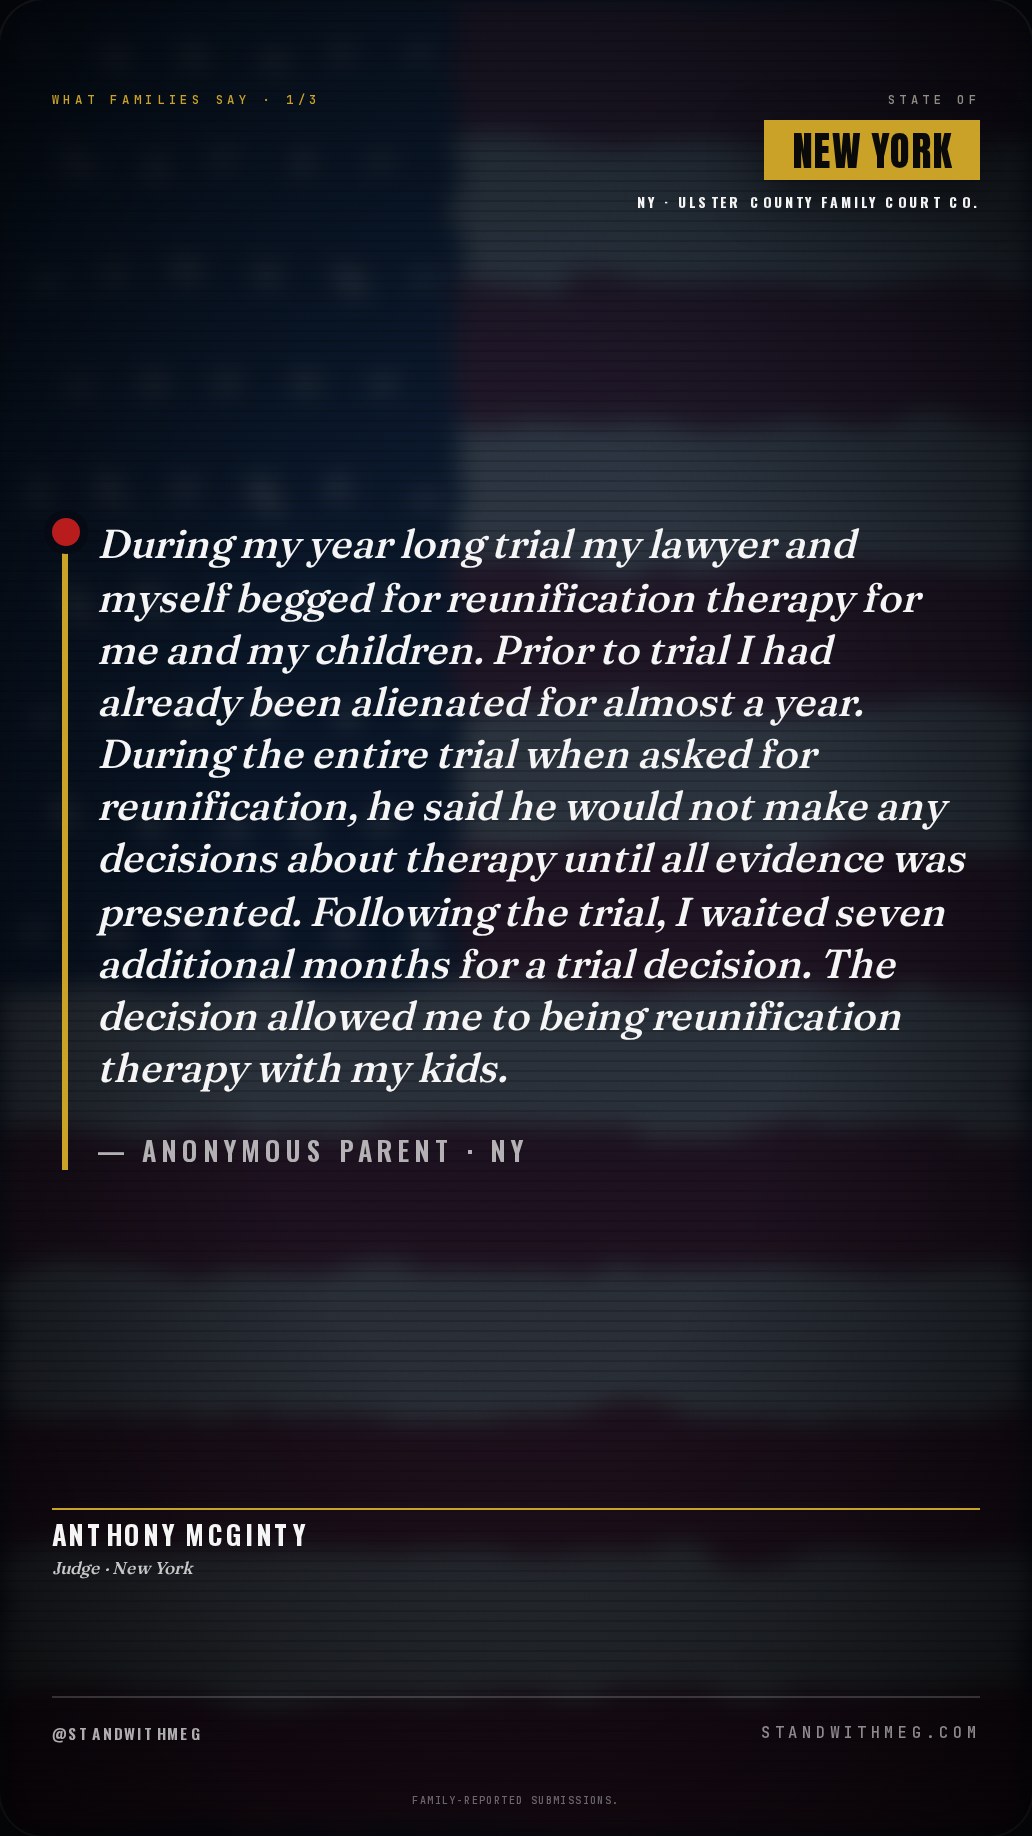 WHAT FAMILIES SAY · 1/3
STATE OF
NEW YORK
NY · ULSTER COUNTY FAMILY COURT CO.
During my year long trial my lawyer and
myself begged for reunification therapy for
me and my children. Prior to trial I had
already been alienated for almost a year.
During the entire trial when asked for
reunification, he said he would not make any
decisions about therapy until all evidence was
presented. Following the trial, I waited seven
additional months for a trial decision. The
decision allowed me to being reunification
therapy with my kids.
— ANONYMOUS PARENT · NY
ANTHONY MCGINTY
Judge · New York
@STANDWITHMEG
STANDWITHMEG.COM
FAMILY-REPORTED SUBMISSIONS.